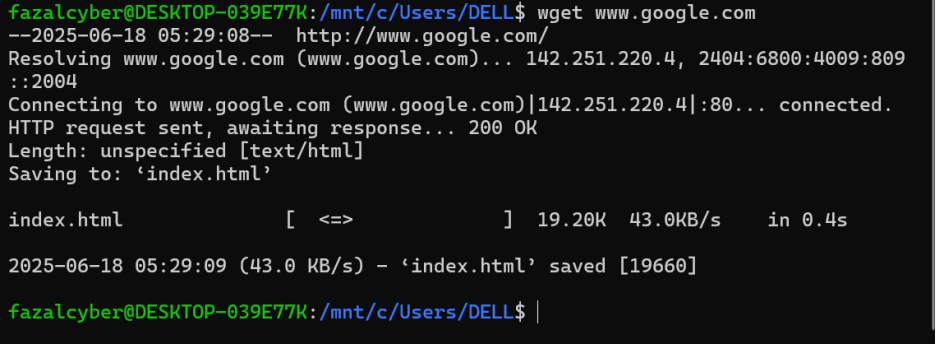 fazalcyber@DESKTOP-039E77K:/mnt/c/Users/DELL$ wget www.google.com
--2025-06-18 05:29:08--  http://www.google.com/
Resolving www.google.com (www.google.com)... 142.251.220.4, 2404:6800:4009:809
::2004
Connecting to www.google.com (www.google.com)|142.251.220.4|:80... connected.
HTTP request sent, awaiting response... 200 OK
Length: unspecified [text/html]
Saving to: ‘index.html’
index.html              [  <=>             ]  19.20K  43.0KB/s    in 0.4s
2025-06-18 05:29:09 (43.0 KB/s) - ‘index.html’ saved [19660]
fazalcyber@DESKTOP-039E77K:/mnt/c/Users/DELL$